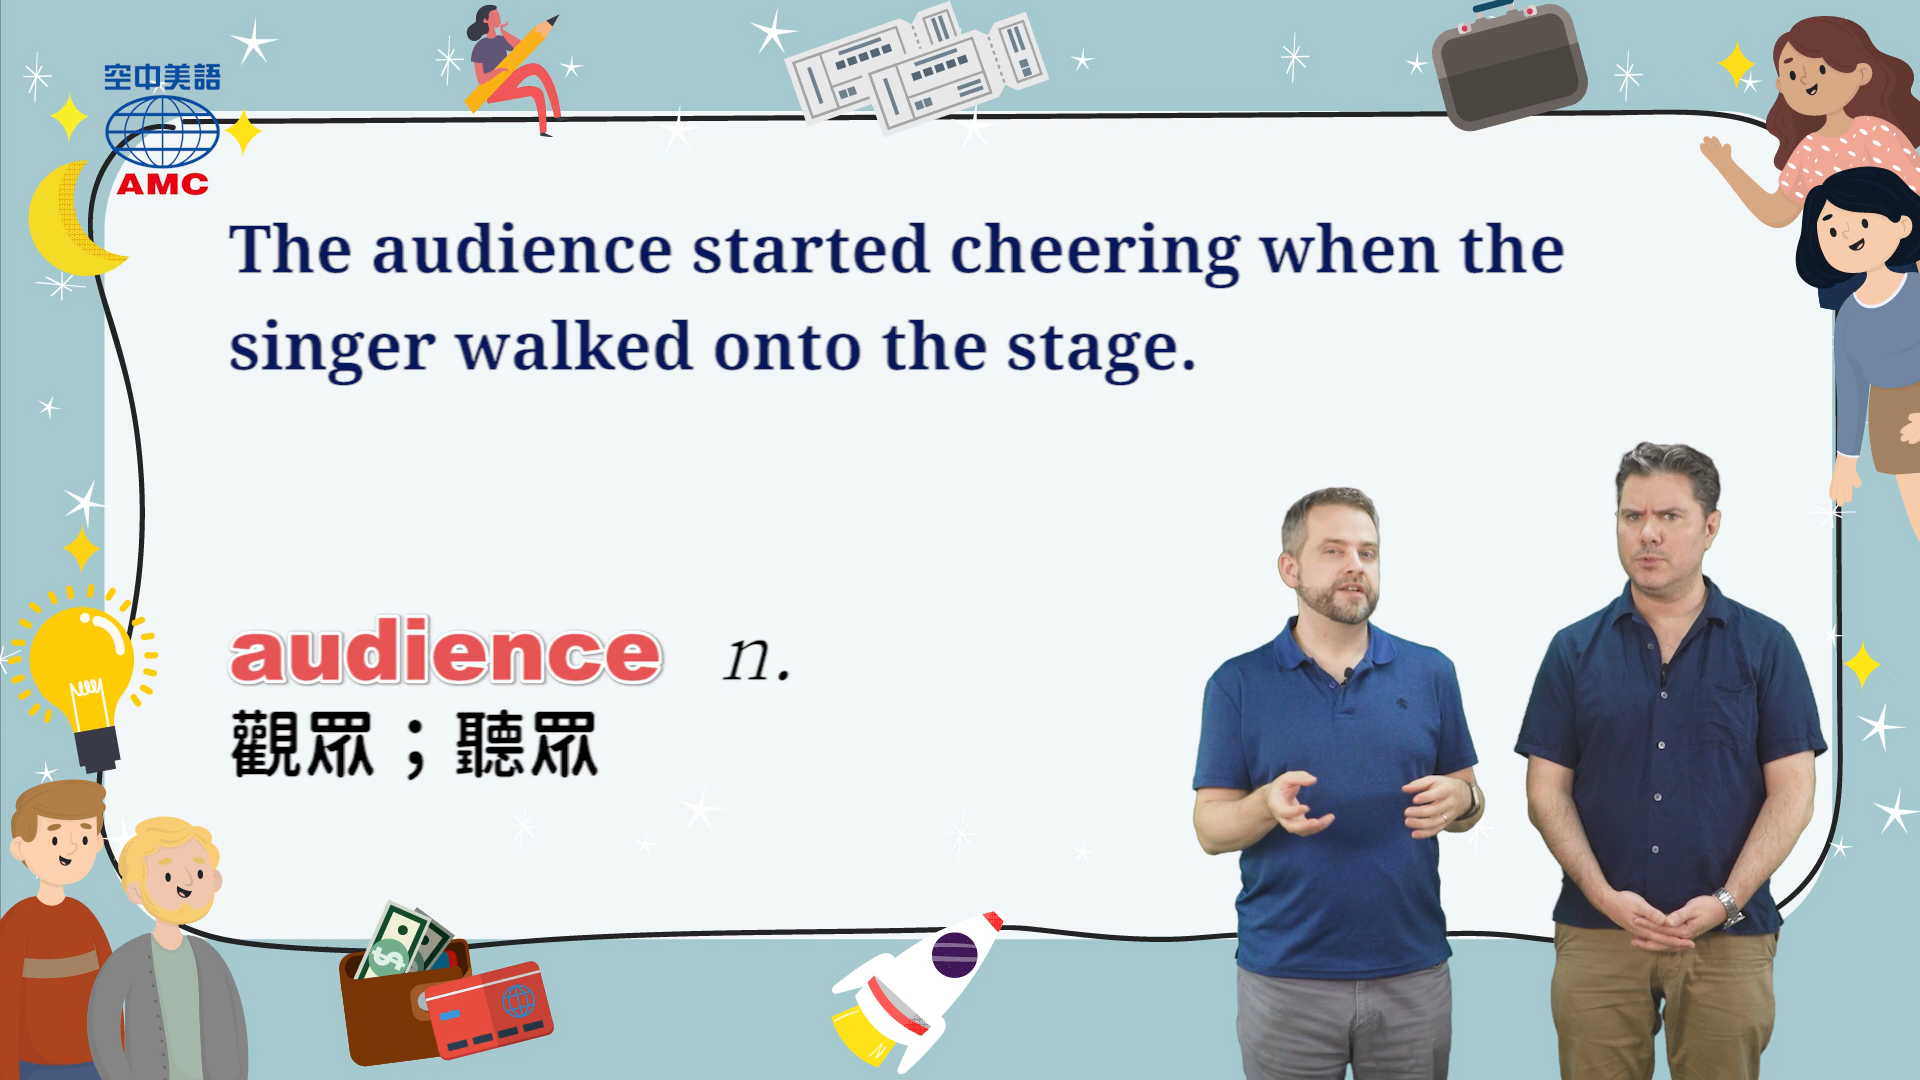 空中美語
AMC
The audience started cheering when the
singer walked onto the stage.
audience n.
觀眾；聽眾